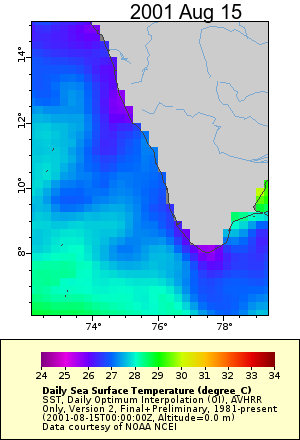 2001 Aug 15
14°
12°
10°
8°
74°
76°
78°
24 25 26 27 28 29 30 31 32 33 34
Daily Sea Surface Temperature (degree_C)
SST, Daily Optimum Interpolation (OI), AVHRR
Only, Version 2, Final+Preliminary, 1981-present
(2001-08-15T00:00:00Z, Altitude=0.0 m)
Data courtesy of NOAA NCEI